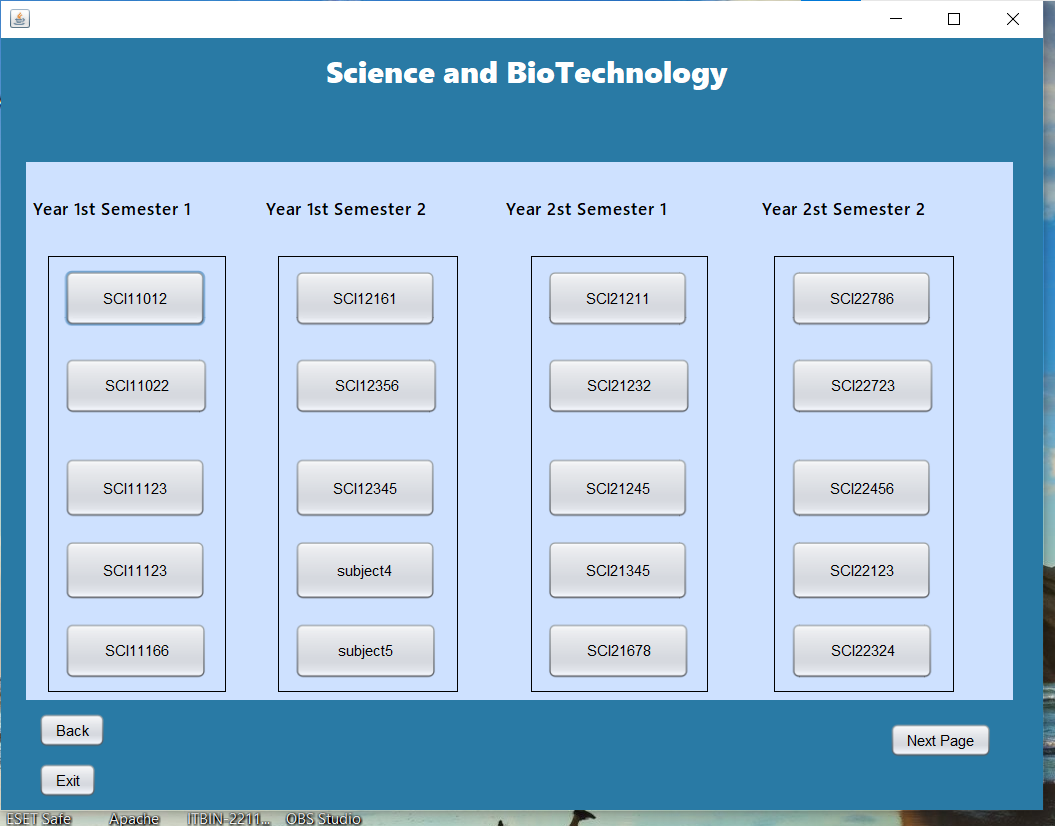 Science and BioTechnology
Year 1st Semester 1
Year 1st Semester 2
Year 2st Semester 1
Year 2st Semester 2
SCI11012
SCI12161
SCI21211
SCI22786
SCI11022
SCI12356
SCI21232
SCI22723
SCI11123
SCI12345
SCI21245
SCI22456
SCI11123
subject4
SCI21345
SCI22123
SCI11166
subject5
SCI21678
SCI22324
Back
Next Page
Exit
ESET Safe
Apache
ITBIN-2211...
OBS Studio